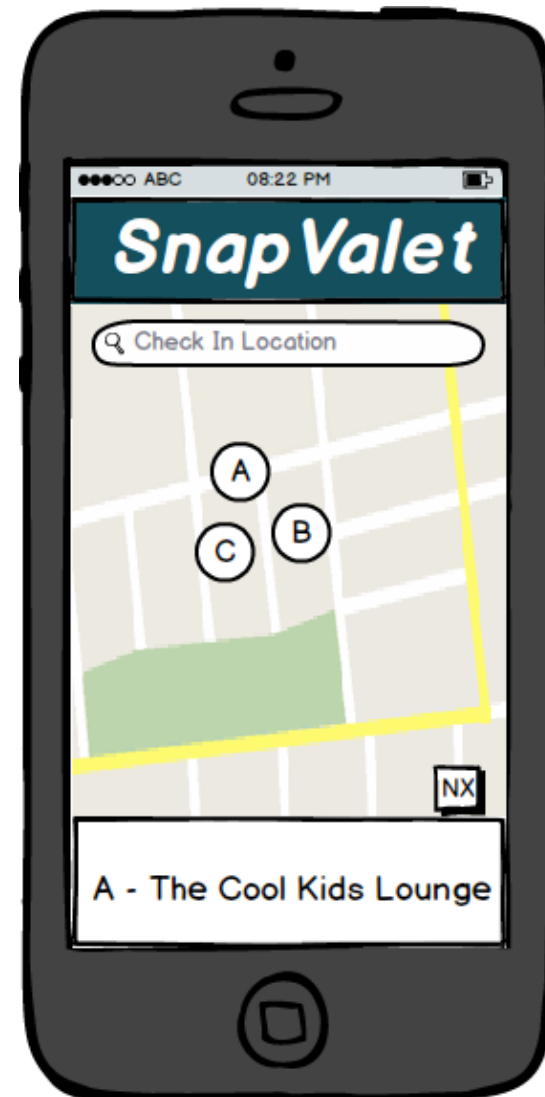 ABC 08:22 PM
SnapValet
Check In Location
A
B
C
NX
A - The Cool Kids Lounge